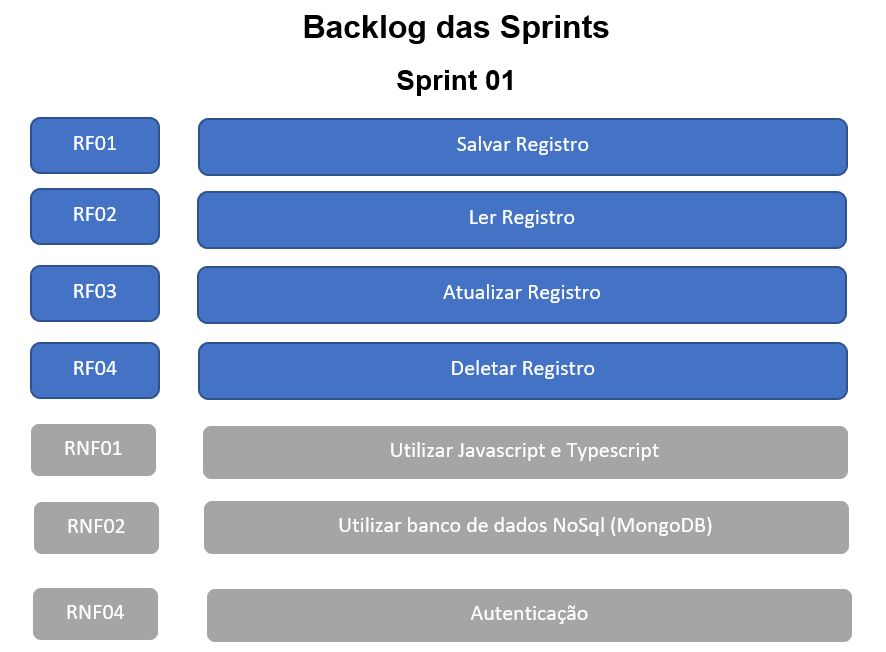 Backlog das Sprints
Sprint 01
RF01 Salvar Registro
RF02 Ler Registro
RF03 Atualizar Registro
RF04 Deletar Registro
RNF01 Utilizar Javascript e Typescript
RNF02 Utilizar banco de dados NoSql (MongoDB)
RNF04 Autenticação